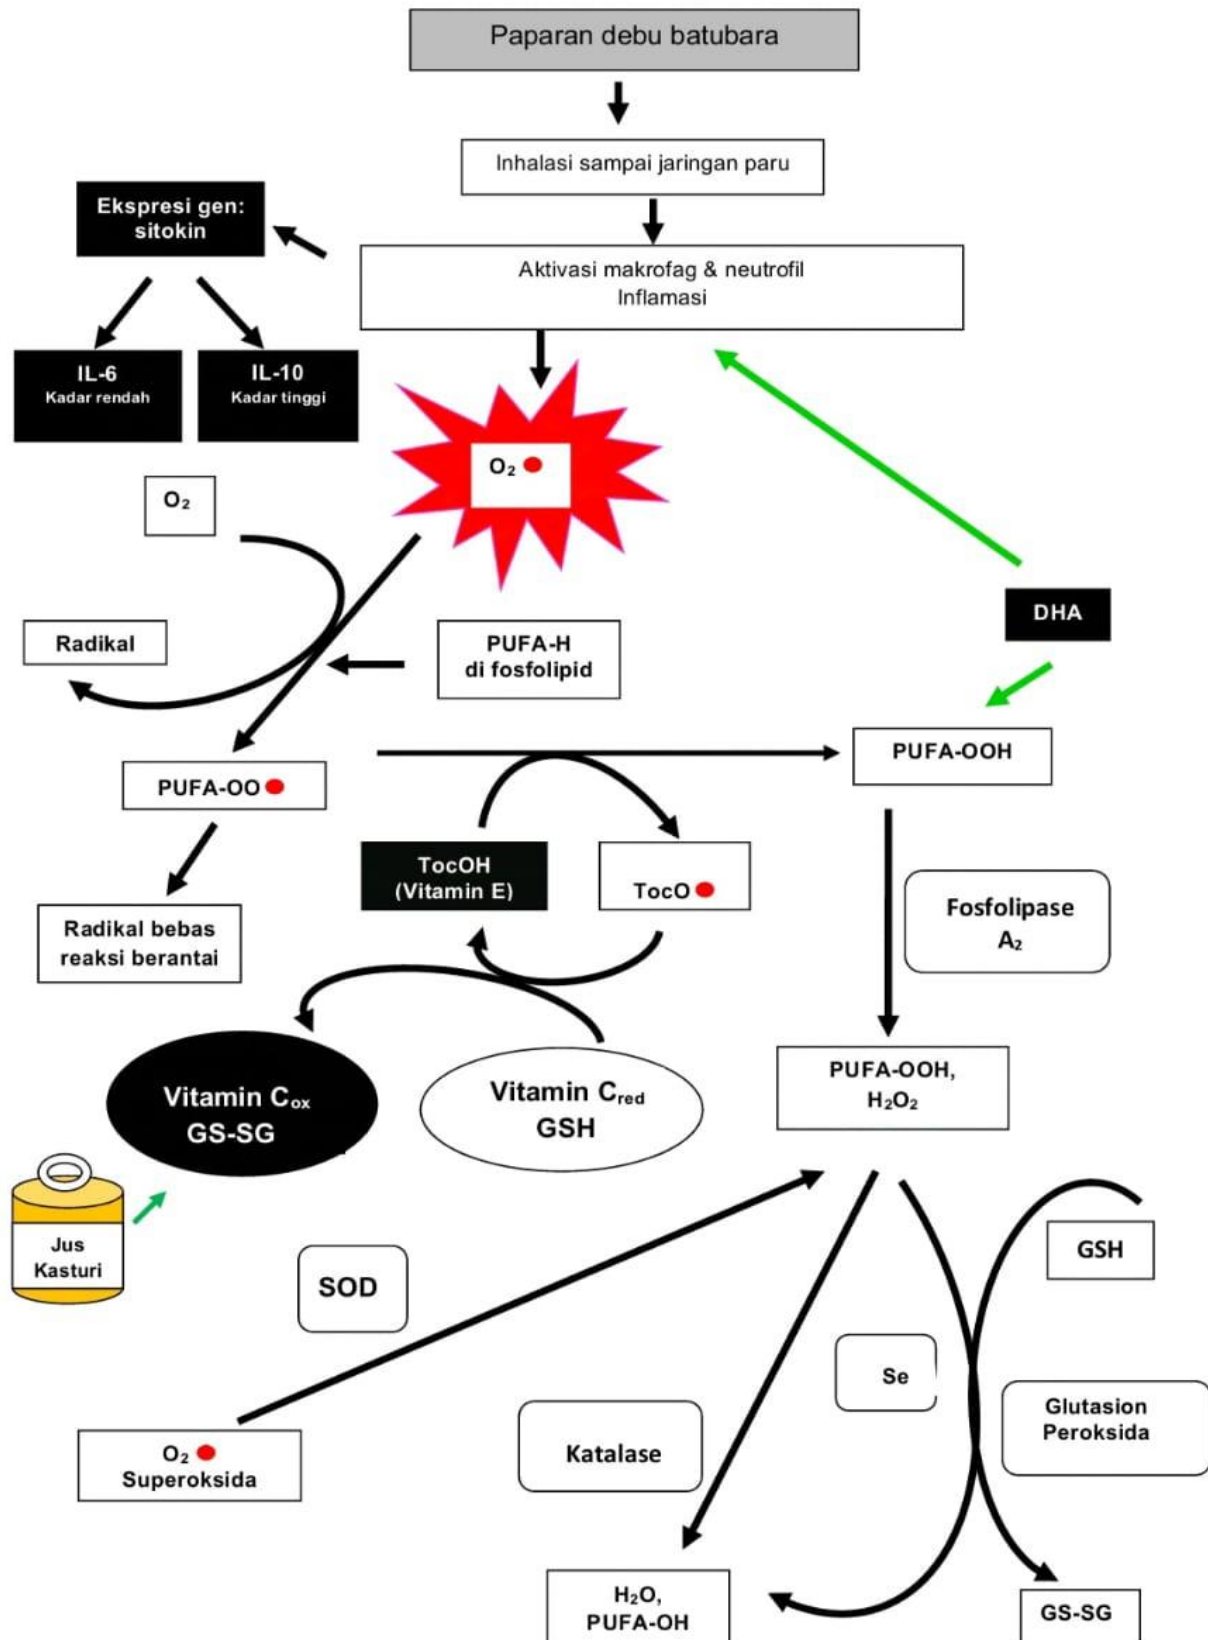 Paparan debu batubara
Inhalasi sampai jaringan paru
Ekspresi gen:
sitokin
Aktivasi makrofag & neutrofil
Inflamasi
IL-6
Kadar rendah
IL-10
Kadar tinggi
O₂
O₂
DHA
Radikal
PUFA-H
di fosfolipid
PUFA-OO
PUFA-OOH
TocOH
(Vitamin E)
TocO
Fosfolipase
A₂
Radikal bebas
reaksi berantai
Vitamin Cₒₓ
GS-SG
Vitamin C_red
GSH
PUFA-OOH,
H₂O₂
Jus
Kasturi
SOD
GSH
Se
Glutasion
Peroksida
Katalase
O₂
Superoksida
H₂O,
PUFA-OH
GS-SG